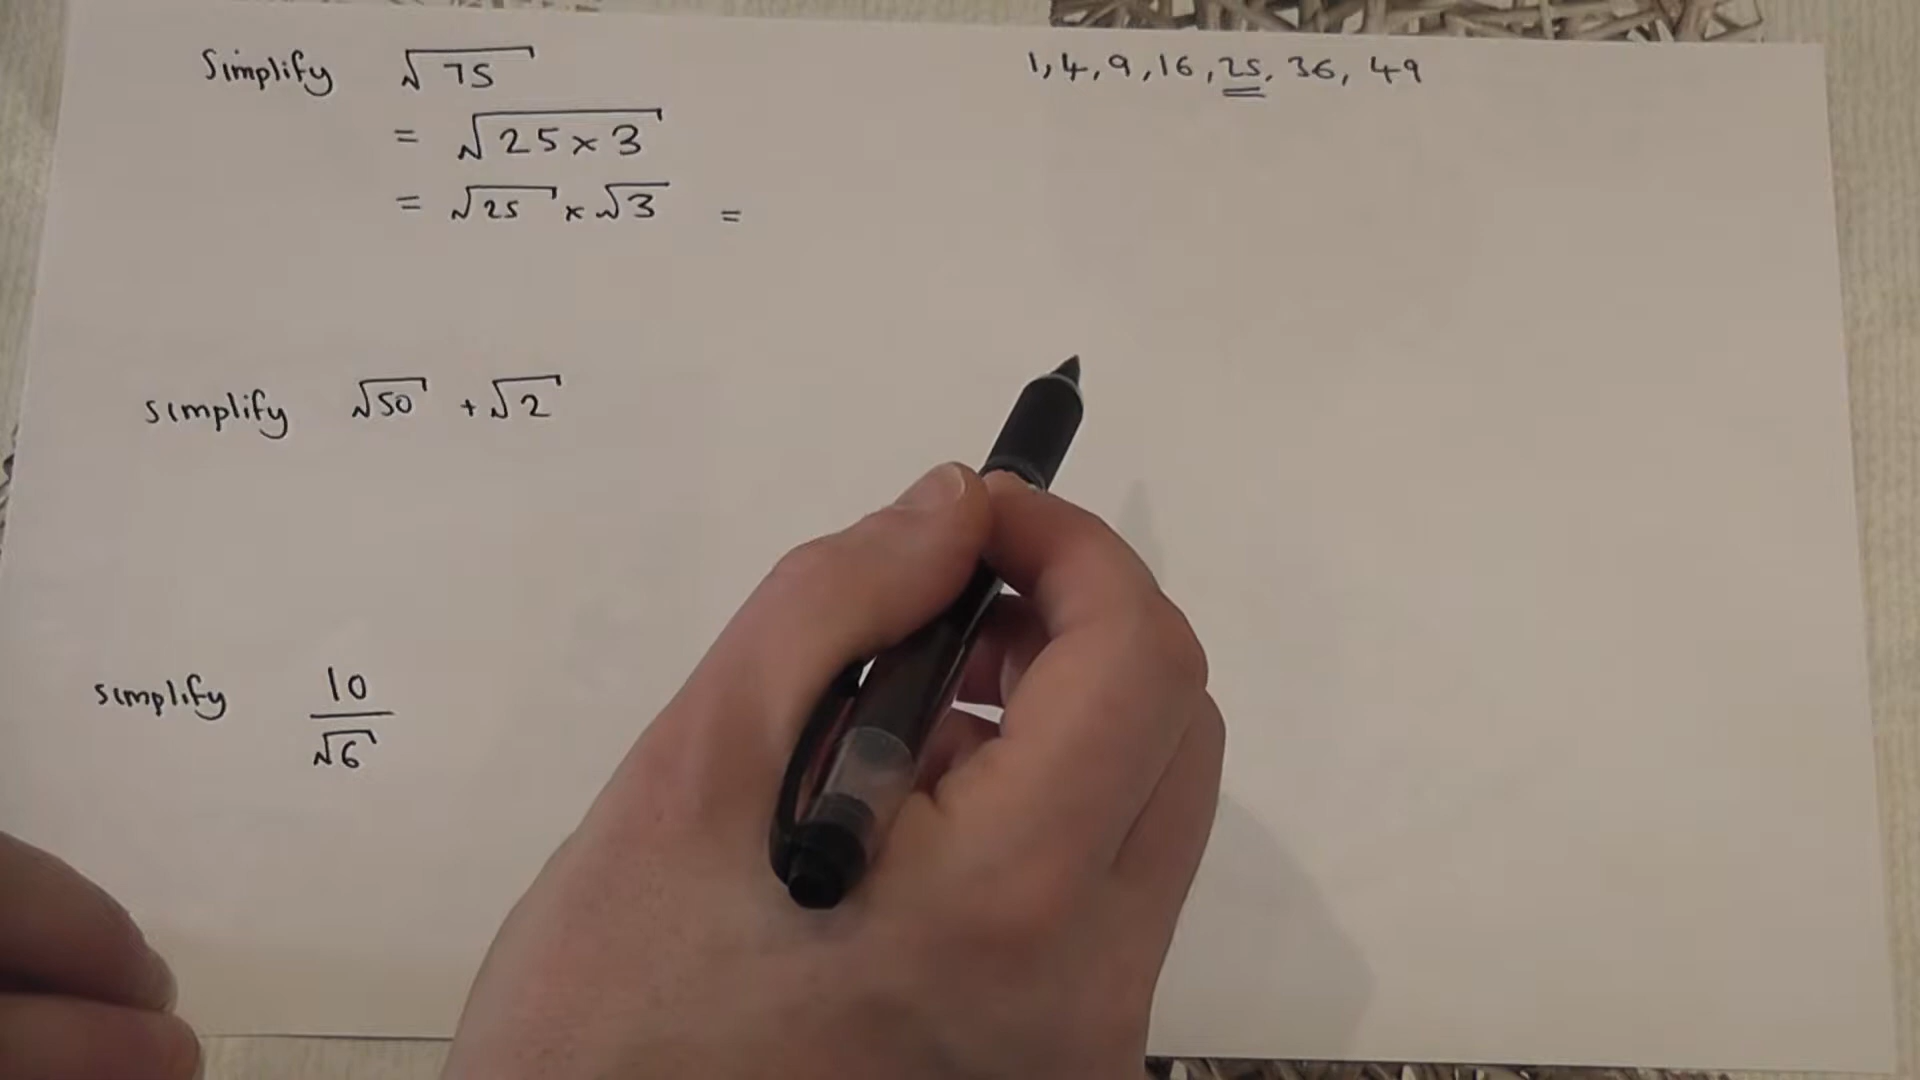 Simplify √75
1, 4, 9, 16, 25, 36, 49
= √25 × 3
= √25 × √3 =
simplify √50 + √2
simplify 10
√6